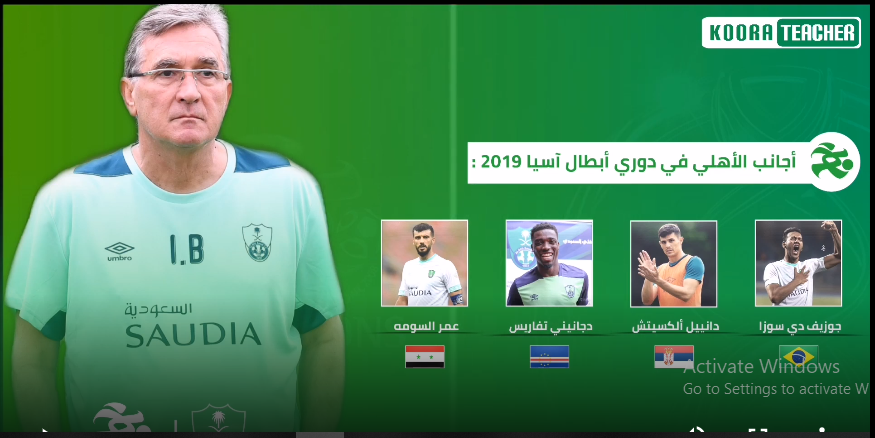 KOORA TEACHER
أجانب الأهلي في دوري أبطال آسيا 2019 :
I.B
umbro
السعودية
SAUDIA
عمر السومه
دجانيني تفاريس
دانييل ألكسيتش
جوزيف دي سوزا
Activate Windows
Go to Settings to activate W